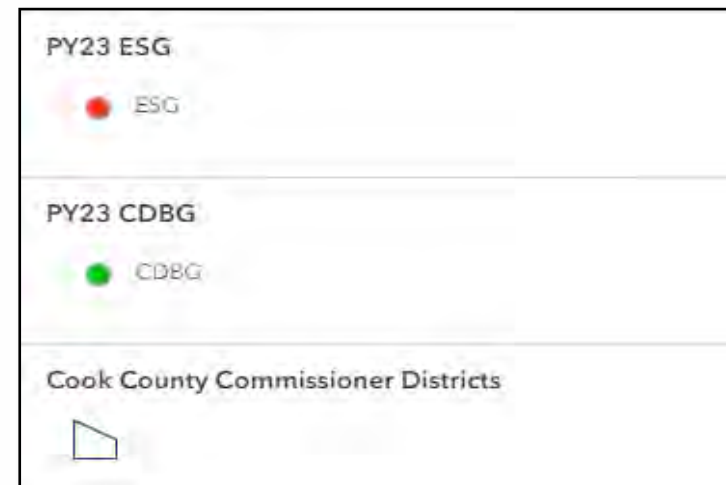 PY23 ESG
ESG
PY23 CDBG
CDBG
Cook County Commissioner Districts